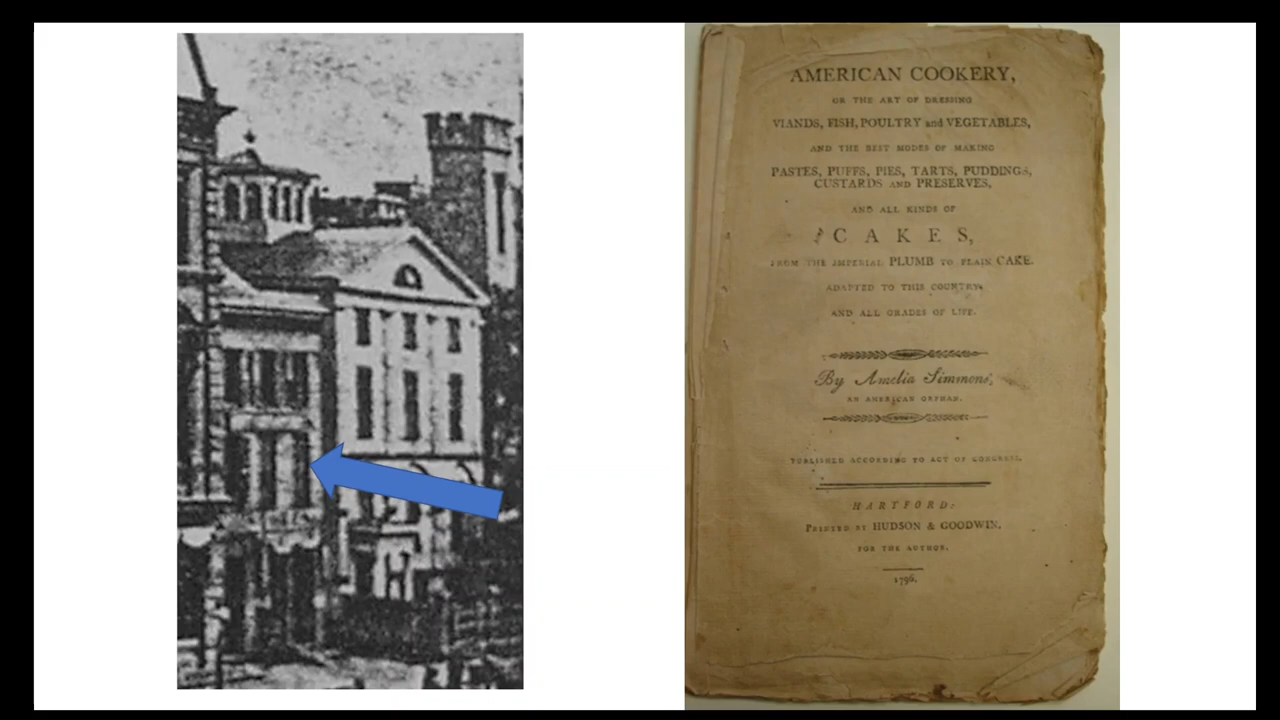 AMERICAN COOKERY,
OR THE ART OF DRESSING
VIANDS, FISH, POULTRY and VEGETABLES,
AND THE BEST MODES OF MAKING
PASTES, PUFFS, PIES, TARTS, PUDDINGS,
CUSTARDS AND PRESERVES,
AND ALL KINDS OF
CAKES,
FROM THE IMPERIAL PLUMB TO PLAIN CAKE.
ADAPTED TO THIS COUNTRY,
AND ALL GRADES OF LIFE.
By Amelia Simmons,
AN AMERICAN ORPHAN.
PUBLISHED ACCORDING TO ACT OF CONGRESS.
HARTFORD:
PRINTED BY HUDSON & GOODWIN.
FOR THE AUTHOR.
1796.